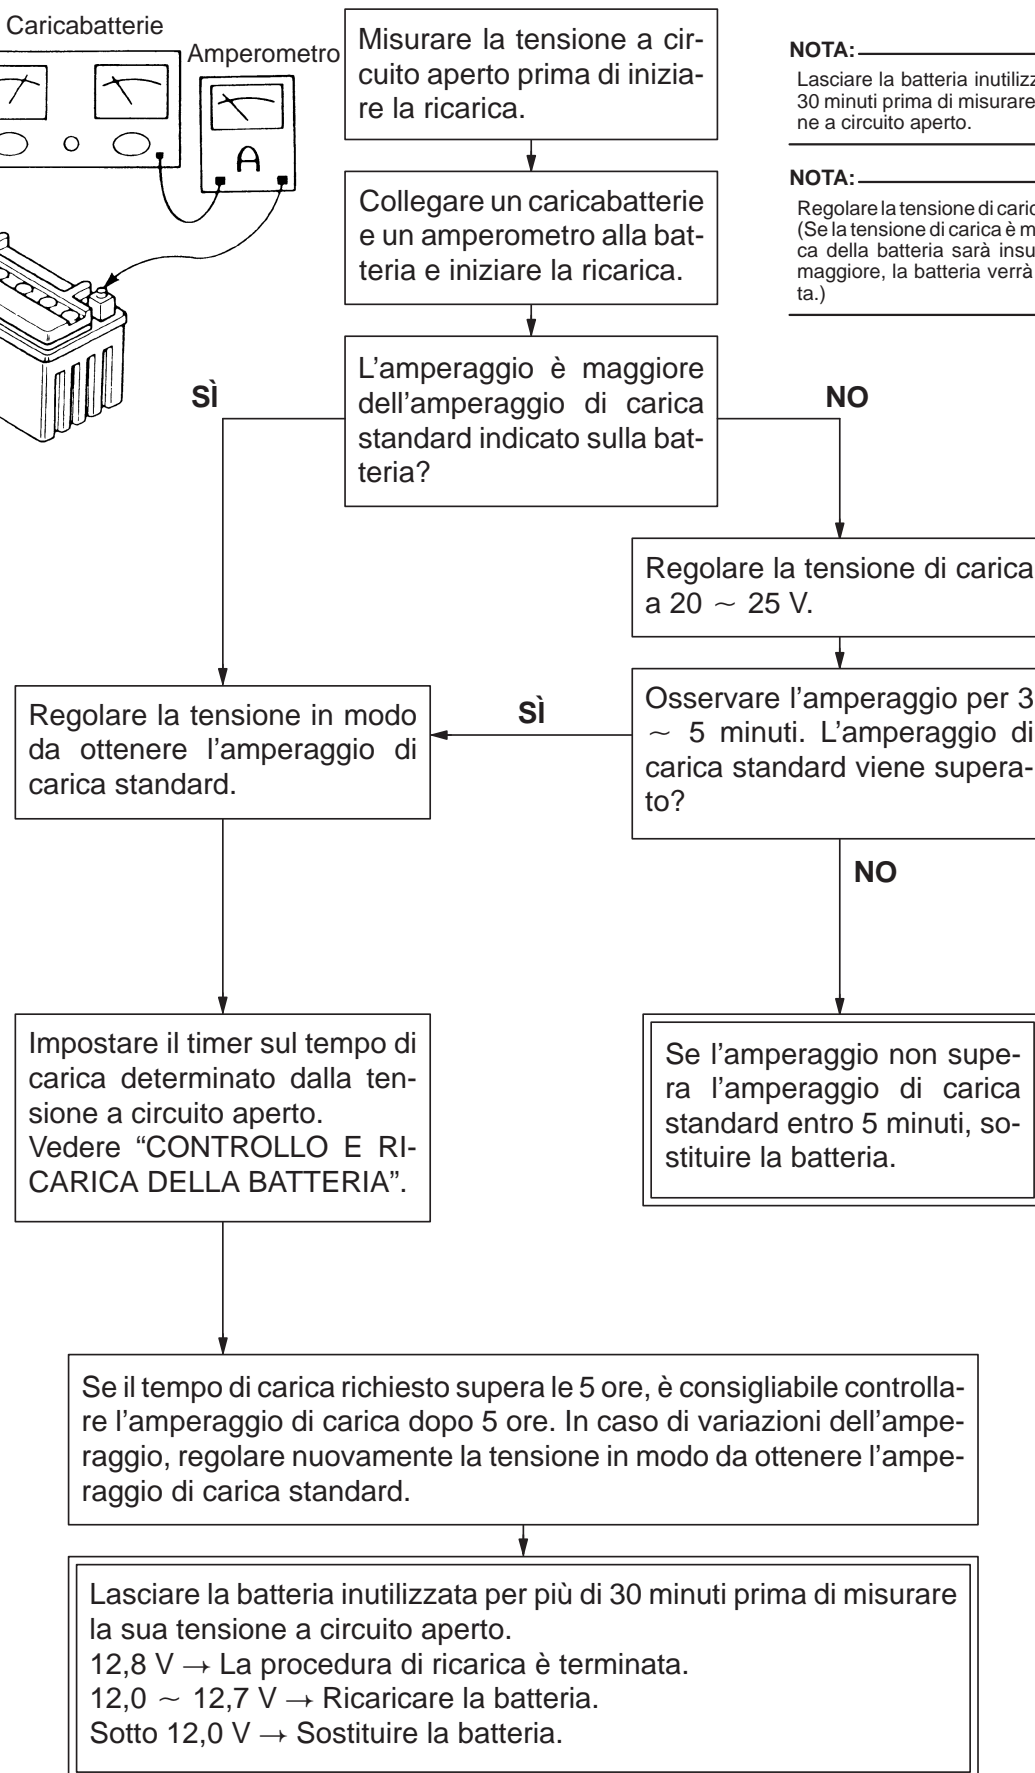 Caricabatterie
Amperometro
Misurare la tensione a cir-
cuito aperto prima di inizia-
re la ricarica.
NOTA:
Lasciare la batteria
30 minuti prima di misurare
ne a circuito aperto.
Collegare un caricabatterie
e un amperometro alla bat-
teria e iniziare la ricarica.
NOTA:
Regolare la tensione di
(Se la tensione di carica è
ca della batteria sarà
maggiore, la batteria verrà
ta.)
L’amperaggio è maggiore
dell’amperaggio di carica
standard indicato sulla bat-
teria?
SÌ
NO
Regolare la tensione di carica
a 20 ~ 25 V.
Osservare l’amperaggio per 3
~ 5 minuti. L’amperaggio di
carica standard viene supera-
to?
SÌ
Regolare la tensione in modo
da ottenere l’amperaggio di
carica standard.
NO
Impostare il timer sul tempo di
carica determinato dalla ten-
sione a circuito aperto.
Vedere “CONTROLLO E RI-
CARICA DELLA BATTERIA”.
Se l’amperaggio non supe-
ra l’amperaggio di carica
standard entro 5 minuti, so-
stituire la batteria.
Se il tempo di carica richiesto supera le 5 ore, è consigliabile controlla-
re l’amperaggio di carica dopo 5 ore. In caso di variazioni dell’ampe-
raggio, regolare nuovamente la tensione in modo da ottenere l’ampe-
raggio di carica standard.
Lasciare la batteria inutilizzata per più di 30 minuti prima di misurare
la sua tensione a circuito aperto.
12,8 V → La procedura di ricarica è terminata.
12,0 ~ 12,7 V → Ricaricare la batteria.
Sotto 12,0 V → Sostituire la batteria.